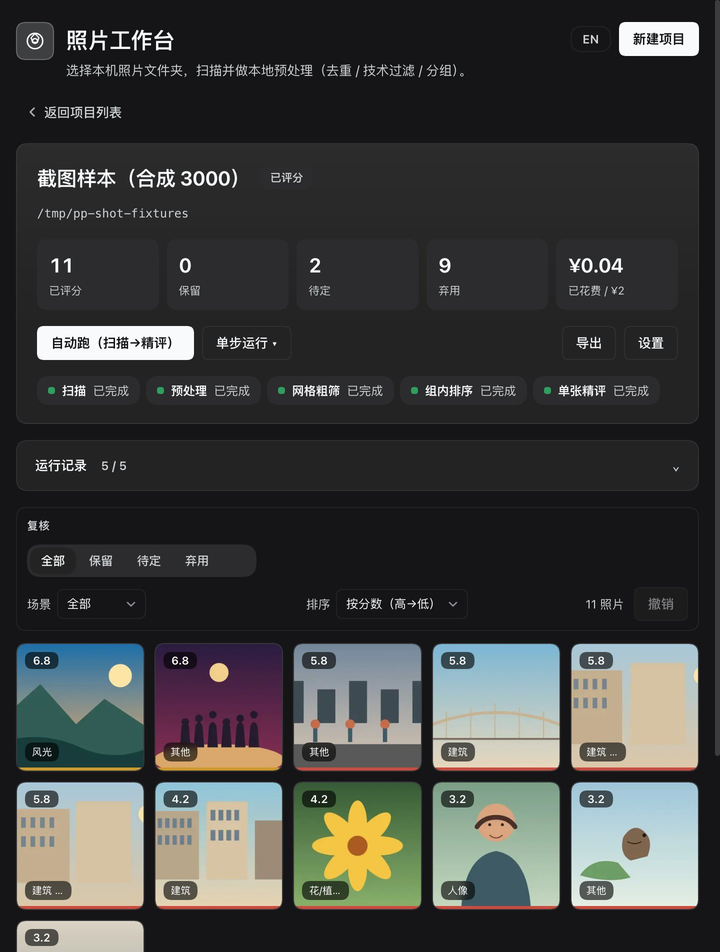 照片工作台
EN
新建项目
选择本机照片文件夹，扫描并做本地预处理（去重 / 技术过滤 / 分组）。
返回项目列表
截图样本（合成 3000）
已评分
/tmp/pp-shot-fixtures
11
已评分
0
保留
2
待定
9
弃用
¥0.04
已花费 / ¥2
自动跑（扫描→精评）
单步运行
导出
设置
扫描 已完成
预处理 已完成
网格粗筛 已完成
组内排序 已完成
单张精评 已完成
运行记录 5 / 5
复核
全部
保留
待定
弃用
场景
全部
排序
按分数（高→低）
11 照片
撤销
6.8
风光
6.8
其他
5.8
其他
5.8
建筑
5.8
建筑 ...
5.8
建筑 ...
4.2
建筑
4.2
花/植...
3.2
人像
3.2
其他
3.2